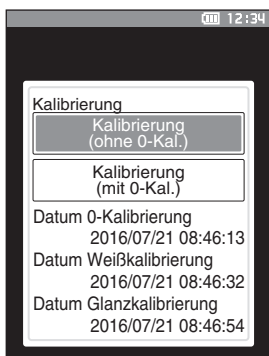 12:34
Kalibrierung
Kalibrierung
(ohne 0-Kal.)
Kalibrierung
(mit 0-Kal.)
Datum 0-Kalibrierung
2016/07/21 08:46:13
Datum Weißkalibrierung
2016/07/21 08:46:32
Datum Glanzkalibrierung
2016/07/21 08:46:54